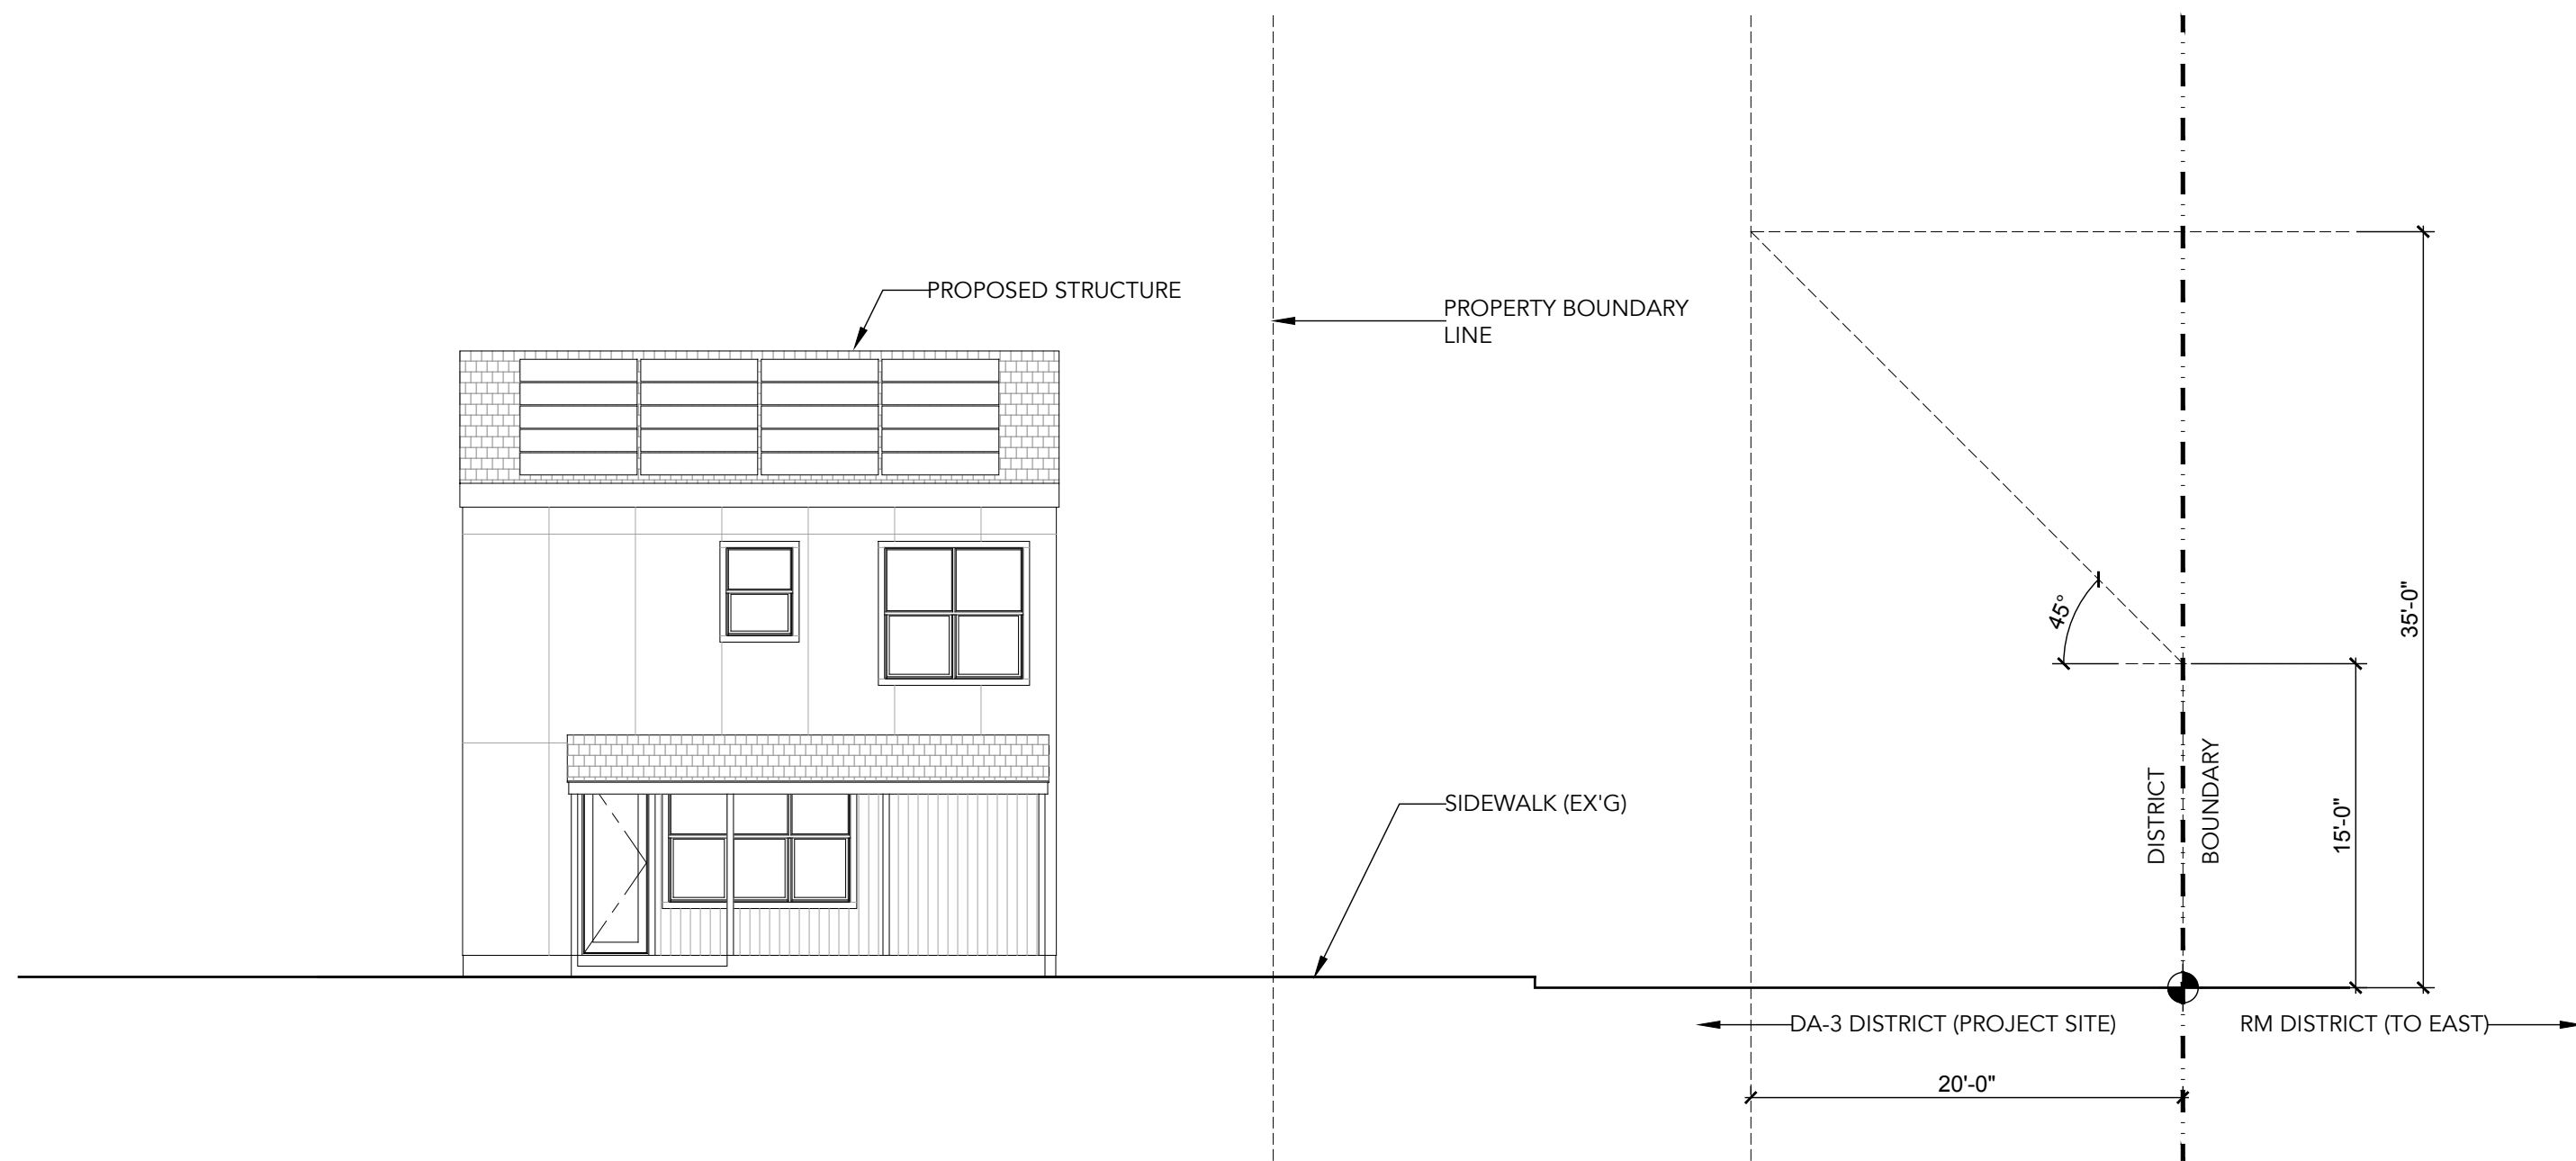 PROPOSED STRUCTURE
PROPERTY BOUNDARY
LINE
45°
35'-0"
SIDEWALK (EX'G)
DISTRICT
BOUNDARY
15'-0"
DA-3 DISTRICT (PROJECT SITE)
RM DISTRICT (TO EAST)
20'-0"